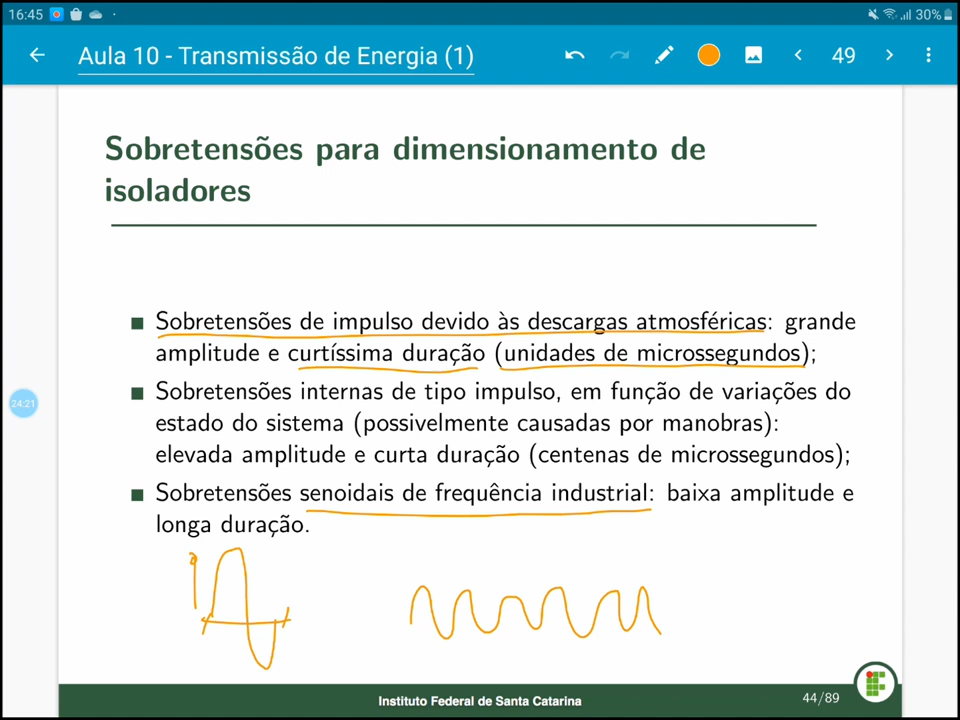 16:45 30%
Aula 10 - Transmissão de Energia (1) 49
Sobretensões para dimensionamento de
isoladores
Sobretensões de impulso devido às descargas atmosféricas: grande
amplitude e curtíssima duração (unidades de microssegundos);
24:21
Sobretensões internas de tipo impulso, em função de variações do
estado do sistema (possivelmente causadas por manobras):
elevada amplitude e curta duração (centenas de microssegundos);
Sobretensões senoidais de frequência industrial: baixa amplitude e
longa duração.
Instituto Federal de Santa Catarina
44/89